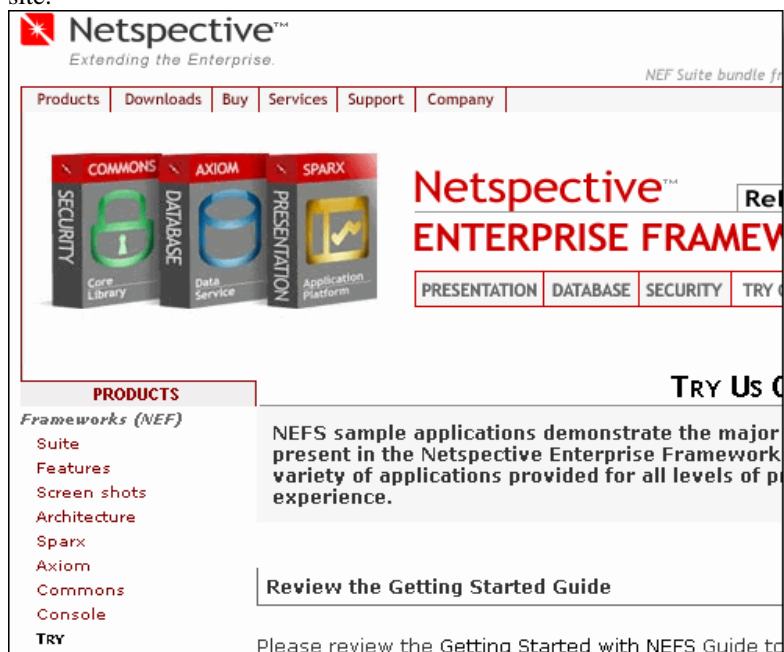 site.
Netspective™
Extending the Enterprise.
NEF Suite bundle
Products Downloads Buy Services Support Company
COMMONS
SECURITY
Core Library
AXIOM
DATABASE
Data Service
SPARX
PRESENTATION
Application Platform
Netspective™
ENTERPRISE
PRESENTATION DATABASE SECURITY TRY
PRODUCTS
Frameworks (NEF)
Suite
Features
Screen shots
Architecture
Sparx
Axiom
Commons
Console
TRY
TRY US
NEFS sample applications demonstrate the major
present in the Netspective Enterprise Framework
variety of applications provided for all levels of
experience.
Review the Getting Started Guide
Please review the Getting Started with NEFS Guide to